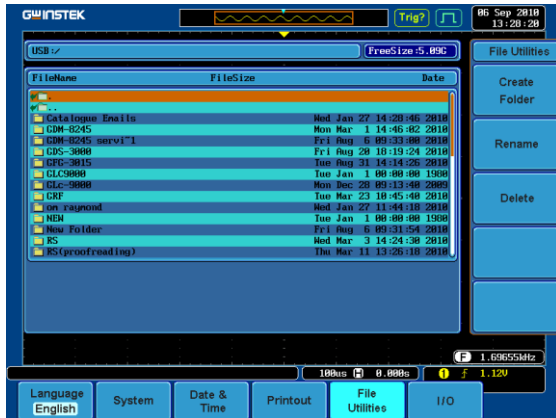 GWINSTEK
Trig?
06 Sep 2010
13:28:20
USB:/
FreeSize:5.09G
File Utilities
FileName FileSize Date
.
..
Catalogue Emails Wed Jan 27 14:28:46 2010
GDM-8245 Mon Mar 1 14:46:02 2010
GDM-8245 servi~1 Fri Aug 6 09:33:00 2010
GDS-3000 Fri Aug 20 18:19:24 2010
GFG-3015 Tue Aug 31 14:14:26 2010
GLC9000 Tue Jan 1 00:00:00 1980
GLc-9000 Mon Dec 28 09:13:40 2009
GRF Tue Mar 23 10:45:40 2010
on raymond Wed Jan 27 11:44:18 2010
NEW Tue Jan 1 00:00:00 1980
New Folder Fri Aug 6 09:31:54 2010
RS Wed Mar 3 14:24:30 2010
RS(proofreading) Thu Mar 11 13:26:18 2010
Create
Folder
Rename
Delete
F 1.69655kHz
100us H 0.000s
1 1.12V
Language
English
System
Date &
Time
Printout
File
Utilities
I/O